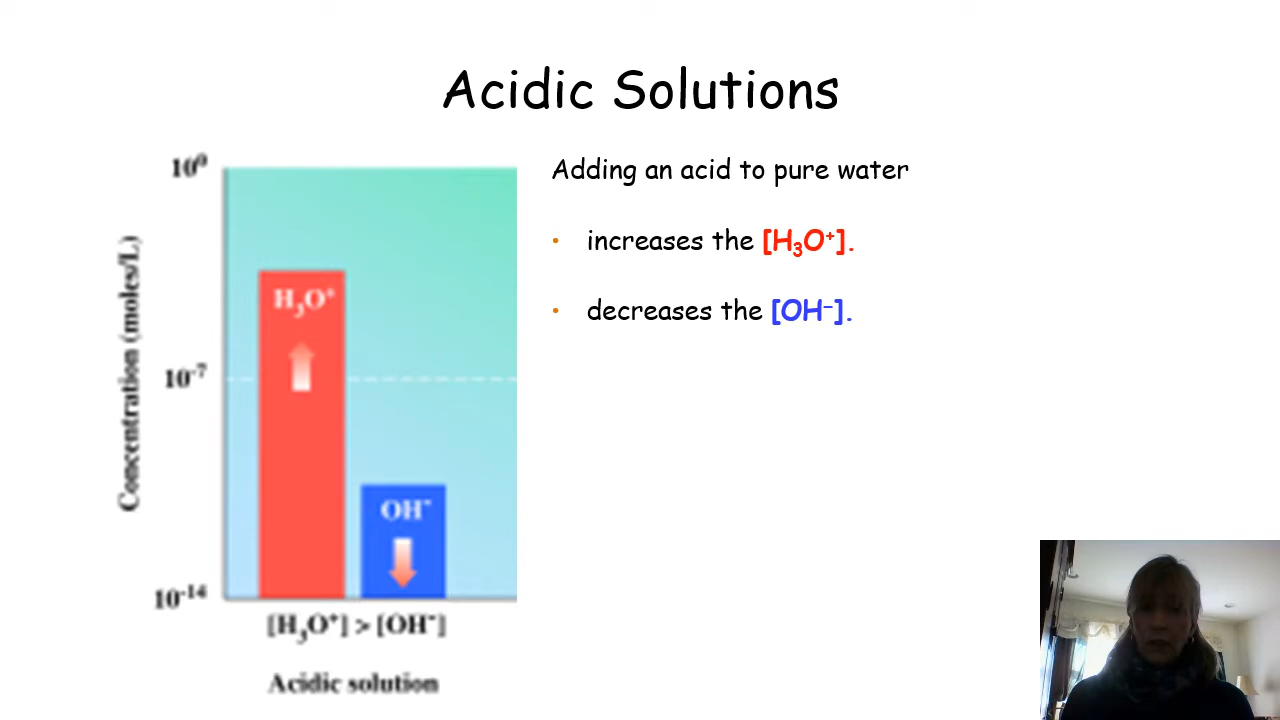 Acidic Solutions
Adding an acid to pure water
• increases the [H₃O⁺].
• decreases the [OH⁻].
Concentration (moles/L)
10⁰
10⁻⁷
10⁻¹⁴
H₃O⁺
OH⁻
[H₃O⁺] > [OH⁻]
Acidic solution